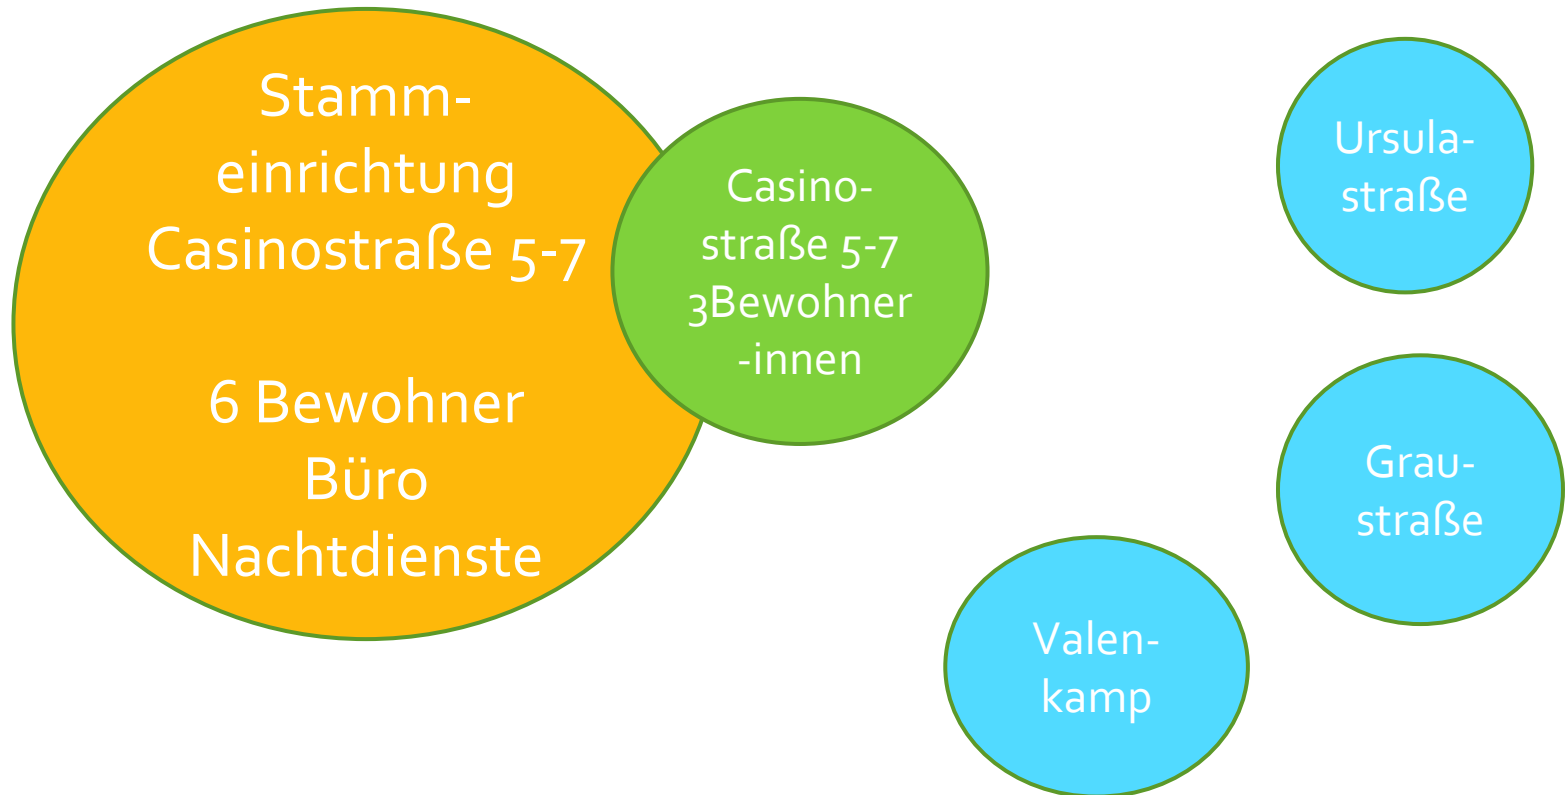 Stamm-
einrichtung
Casinostraße 5-7
6 Bewohner
Büro
Nachtdienste
Casino-
straße 5-7
3Bewohner
-innen
Ursula-
straße
Grau-
straße
Valen-
kamp